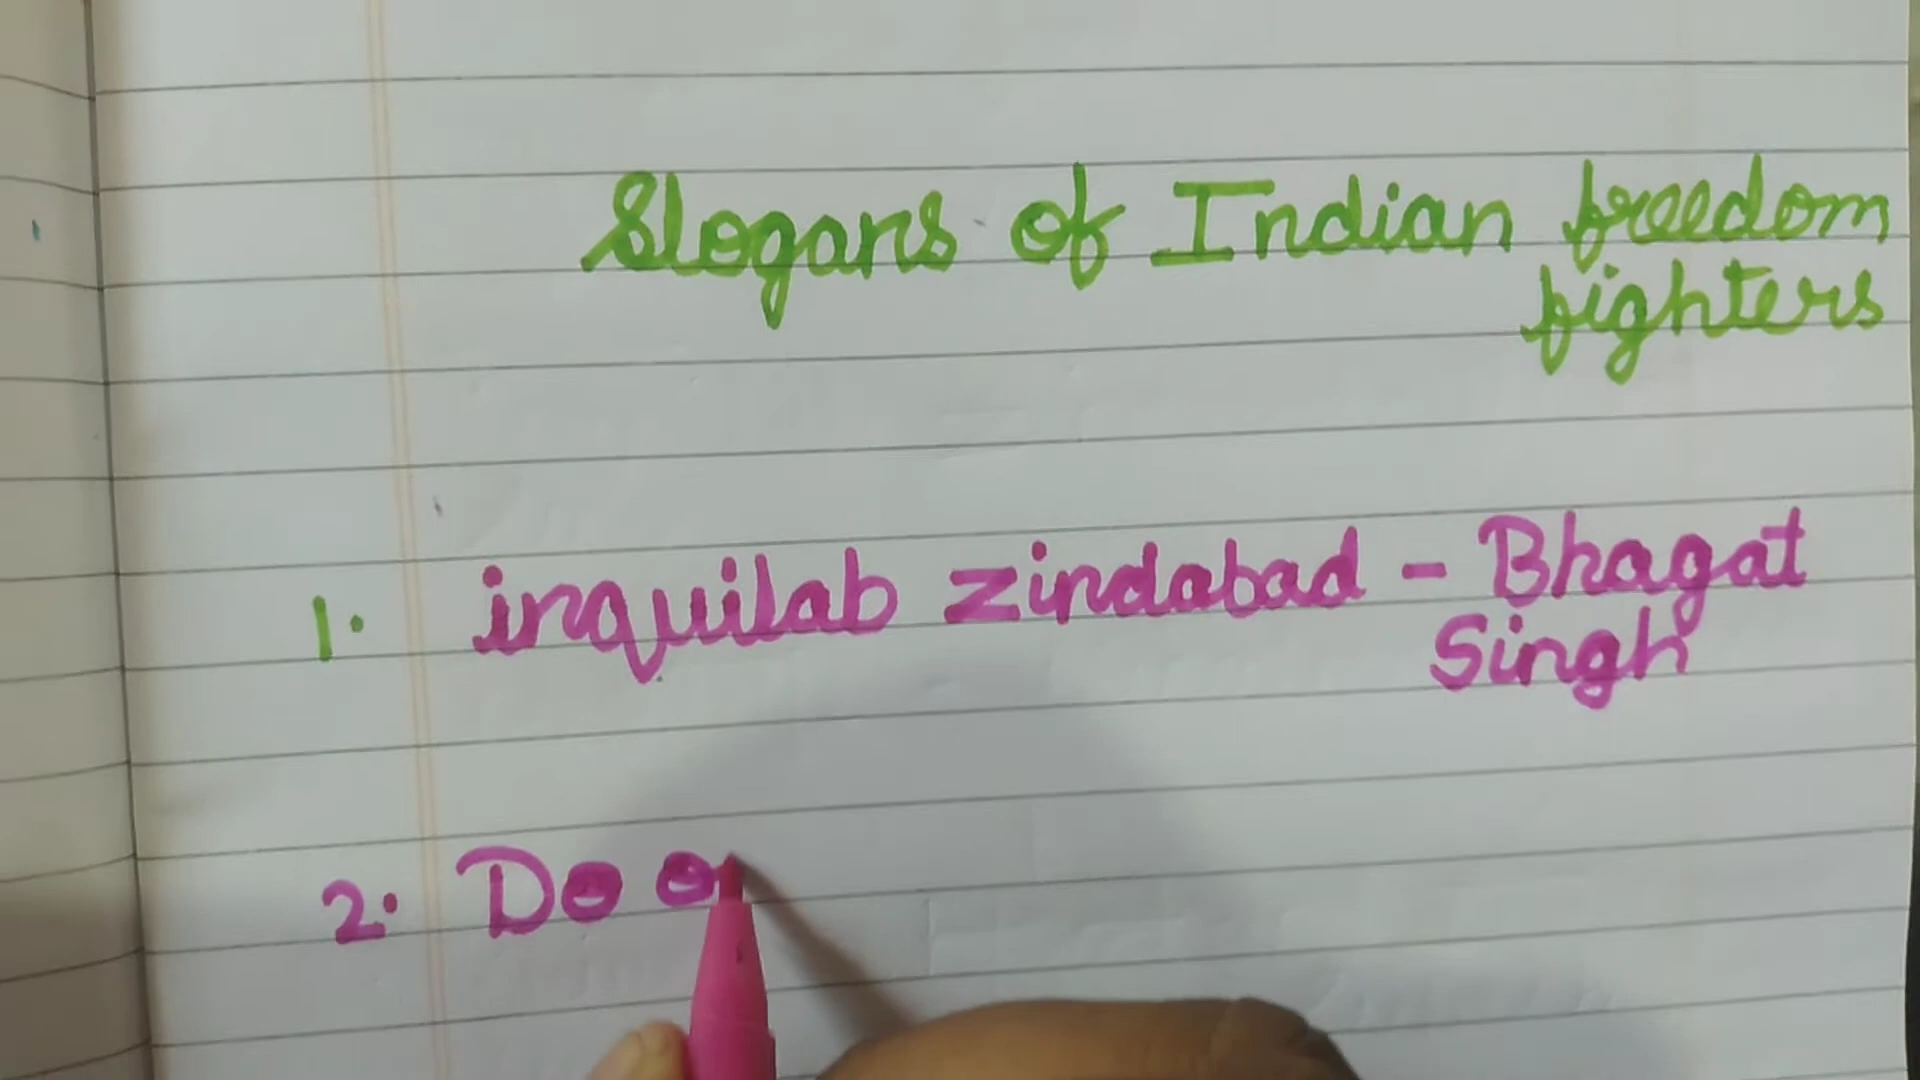 Slogans of Indian freedom
fighters
1. inquilab zindabad - Bhagat
Singh
2. Do o